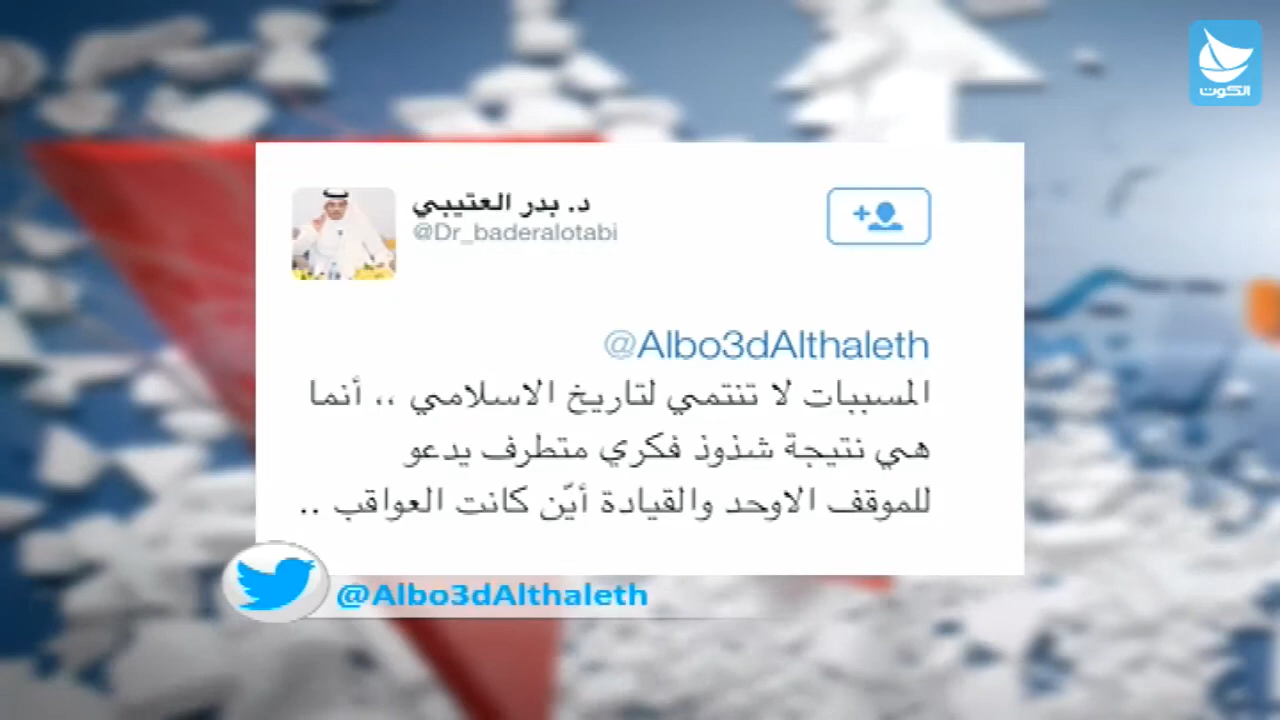 الكوت
د. بدر العتيبي
@Dr_baderalotabi
@Albo3dAlthaleth
المسببات لا تنتمي لتاريخ الاسلامي .. أنما
هي نتيجة شذوذ فكري متطرف يدعو
للموقف الاوحد والقيادة أيّن كانت العواقب ..
@Albo3dAlthaleth